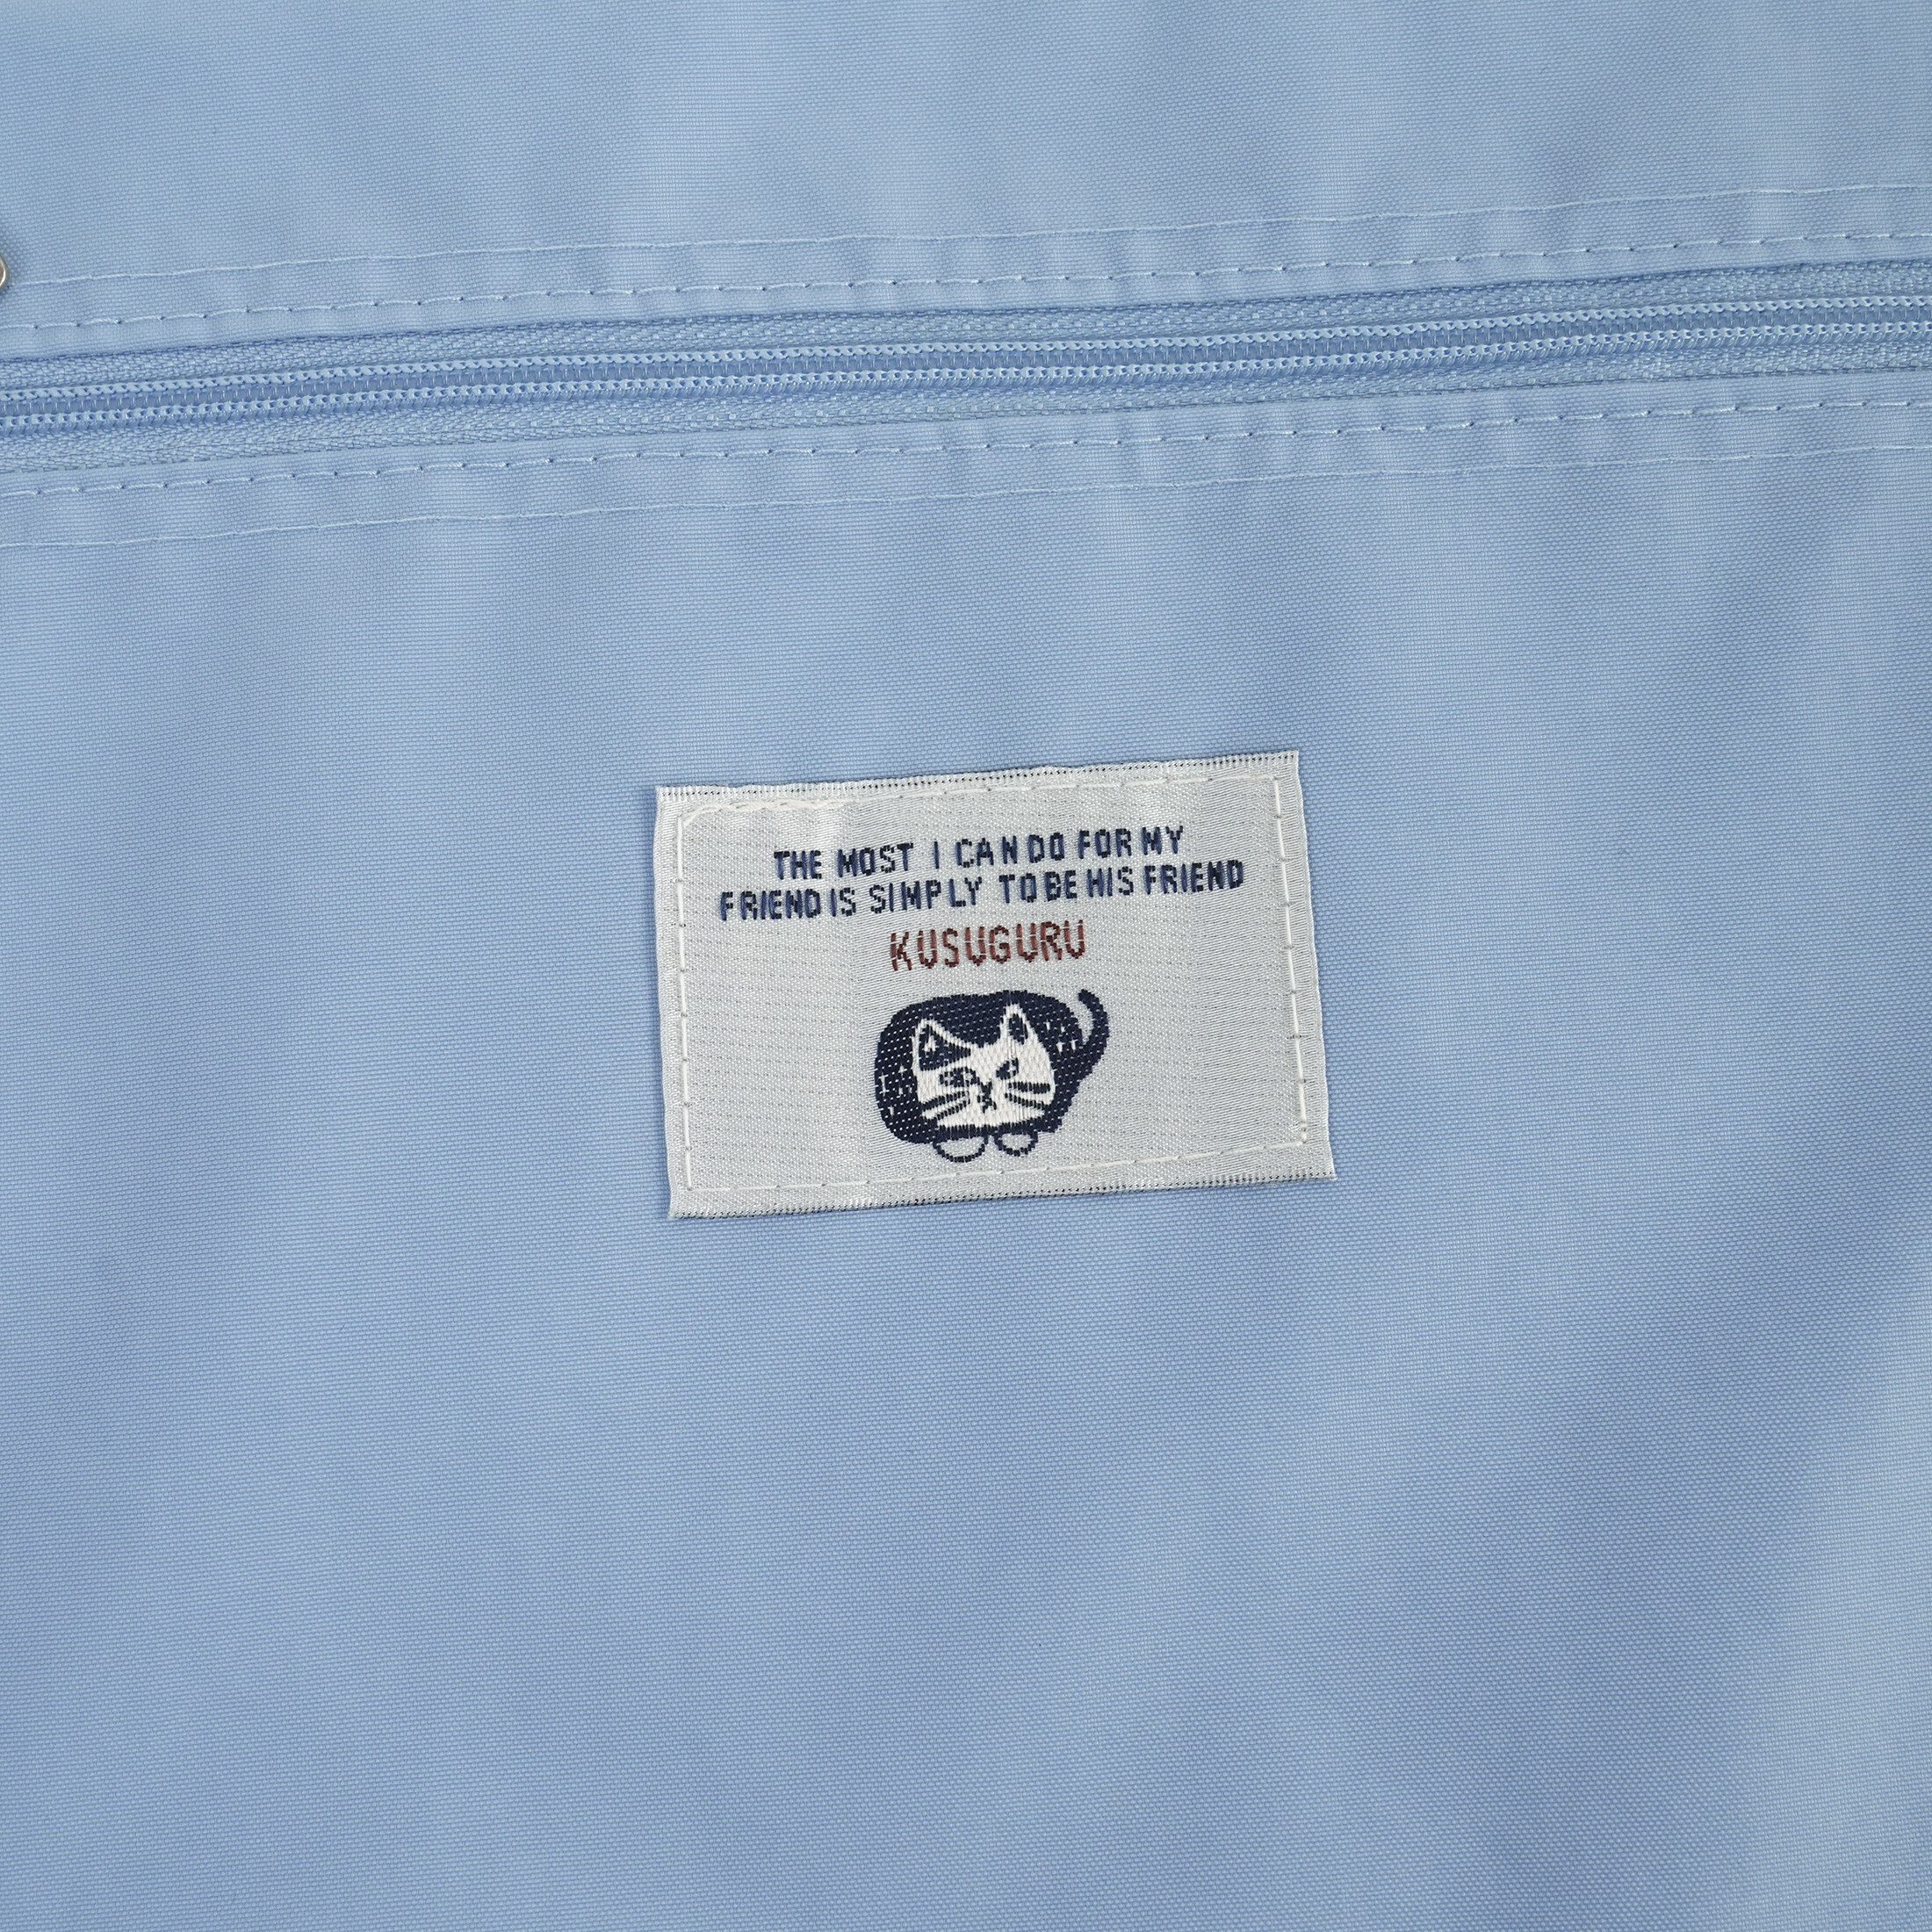 THE MOST I CAN DO FOR MY
FRIEND IS SIMPLY TO BE HIS FRIEND
KUSUGURU